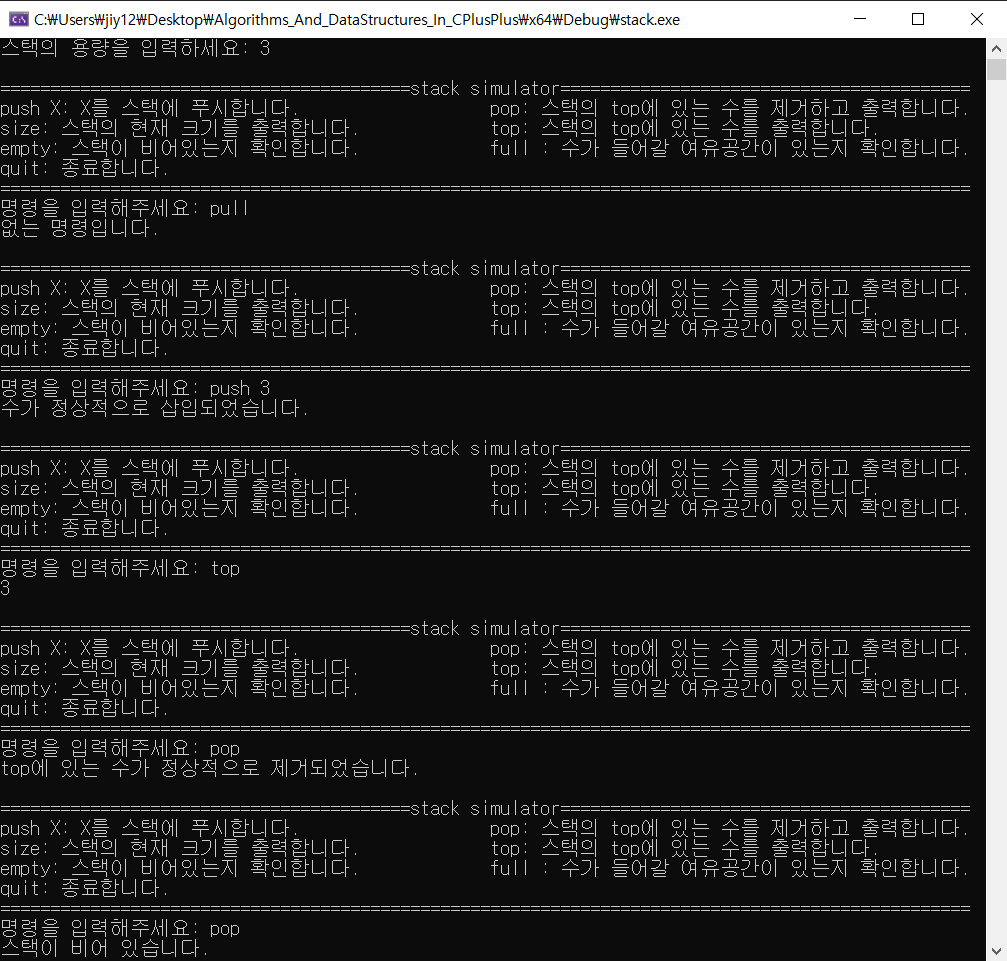 C:₩Users₩jiy12₩Desktop₩Algorithms_And_DataStructures_In_CPlusPlus₩x64₩Debug₩stack.exe
스택의 용량을 입력하세요: 3
=========================================stack simulator=========================================
push X: X를 스택에 푸시합니다. pop: 스택의 top에 있는 수를 제거하고 출력합니다.
size: 스택의 현재 크기를 출력합니다. top: 스택의 top에 있는 수를 출력합니다.
empty: 스택이 비어있는지 확인합니다. full : 수가 들어갈 여유공간이 있는지 확인합니다.
quit: 종료합니다.
=================================================================================================
명령을 입력해주세요: pull
없는 명령입니다.
=========================================stack simulator=========================================
push X: X를 스택에 푸시합니다. pop: 스택의 top에 있는 수를 제거하고 출력합니다.
size: 스택의 현재 크기를 출력합니다. top: 스택의 top에 있는 수를 출력합니다.
empty: 스택이 비어있는지 확인합니다. full : 수가 들어갈 여유공간이 있는지 확인합니다.
quit: 종료합니다.
=================================================================================================
명령을 입력해주세요: push 3
수가 정상적으로 삽입되었습니다.
=========================================stack simulator=========================================
push X: X를 스택에 푸시합니다. pop: 스택의 top에 있는 수를 제거하고 출력합니다.
size: 스택의 현재 크기를 출력합니다. top: 스택의 top에 있는 수를 출력합니다.
empty: 스택이 비어있는지 확인합니다. full : 수가 들어갈 여유공간이 있는지 확인합니다.
quit: 종료합니다.
=================================================================================================
명령을 입력해주세요: top
3
=========================================stack simulator=========================================
push X: X를 스택에 푸시합니다. pop: 스택의 top에 있는 수를 제거하고 출력합니다.
size: 스택의 현재 크기를 출력합니다. top: 스택의 top에 있는 수를 출력합니다.
empty: 스택이 비어있는지 확인합니다. full : 수가 들어갈 여유공간이 있는지 확인합니다.
quit: 종료합니다.
=================================================================================================
명령을 입력해주세요: pop
top에 있는 수가 정상적으로 제거되었습니다.
=========================================stack simulator=========================================
push X: X를 스택에 푸시합니다. pop: 스택의 top에 있는 수를 제거하고 출력합니다.
size: 스택의 현재 크기를 출력합니다. top: 스택의 top에 있는 수를 출력합니다.
empty: 스택이 비어있는지 확인합니다. full : 수가 들어갈 여유공간이 있는지 확인합니다.
quit: 종료합니다.
=================================================================================================
명령을 입력해주세요: pop
스택이 비어 있습니다.